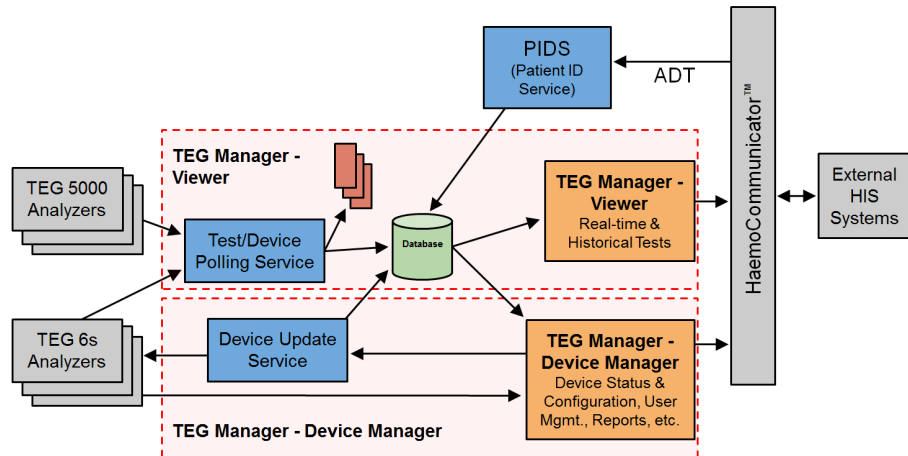 PIDS
(Patient ID
Service)
ADT
HaemoCommunicator™
TEG Manager -
Viewer
TEG 5000
Analyzers
Test/Device
Polling Service
Database
TEG Manager -
Viewer
Real-time &
Historical Tests
External
HIS
Systems
TEG 6s
Analyzers
Device Update
Service
TEG Manager -
Device Manager
Device Status &
Configuration, User
Mgmt., Reports, etc.
TEG Manager - Device Manager